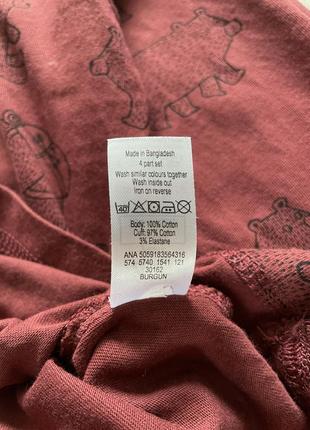 Made in Bangladesh
4 part set
Wash similar colours together
Wash inside out
Iron on reverse
40
Body: 100% Cotton
Cuff: 97% Cotton
3% Elastane
ANA 5059183564316
574 5740 1541 121
30162
BURGUN